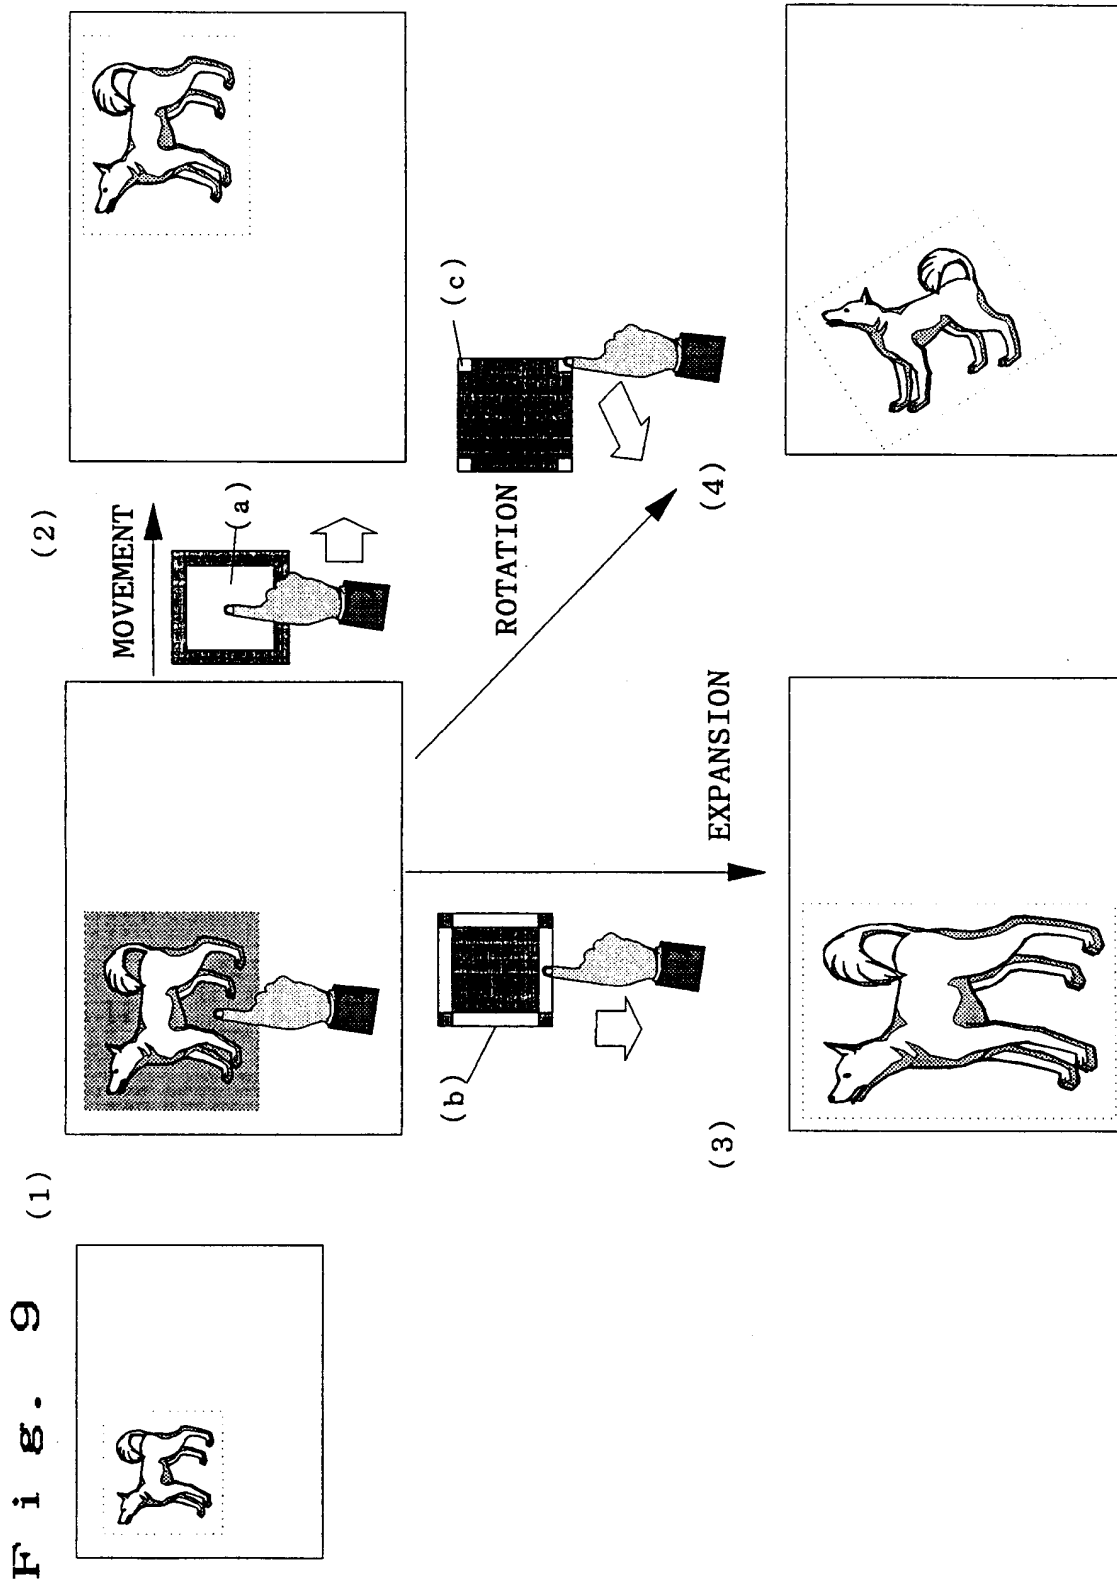 Fig. 9
(1)
(2)
MOVEMENT
(a)
(c)
ROTATION
(4)
(b)
EXPANSION
(3)